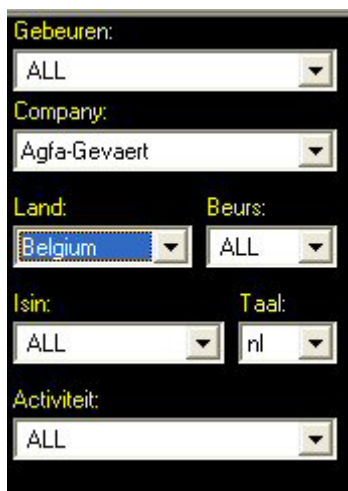 Gebeuren:
ALL
Company:
Agfa-Gevaert
Land: Beurs:
Belgium ALL
Isin: Taal:
ALL nl
Activiteit:
ALL